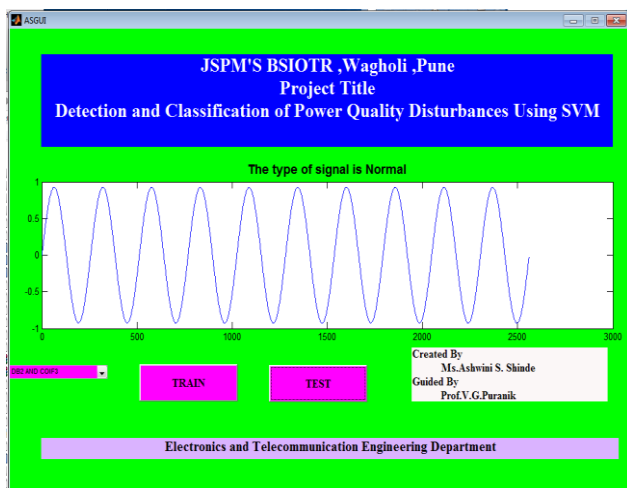 ASGUI
JSPM'S BSIOTR ,Wagholi ,Pune
Project Title
Detection and Classification of Power Quality Disturbances Using SVM
The type of signal is Normal
1
0.5
0
-0.5
-1
0 500 1000 1500 2000 2500 3000
DB2 AND COIF3
TRAIN
TEST
Created By
Ms.Ashwini S. Shinde
Guided By
Prof.V.G.Puranik
Electronics and Telecommunication Engineering Department